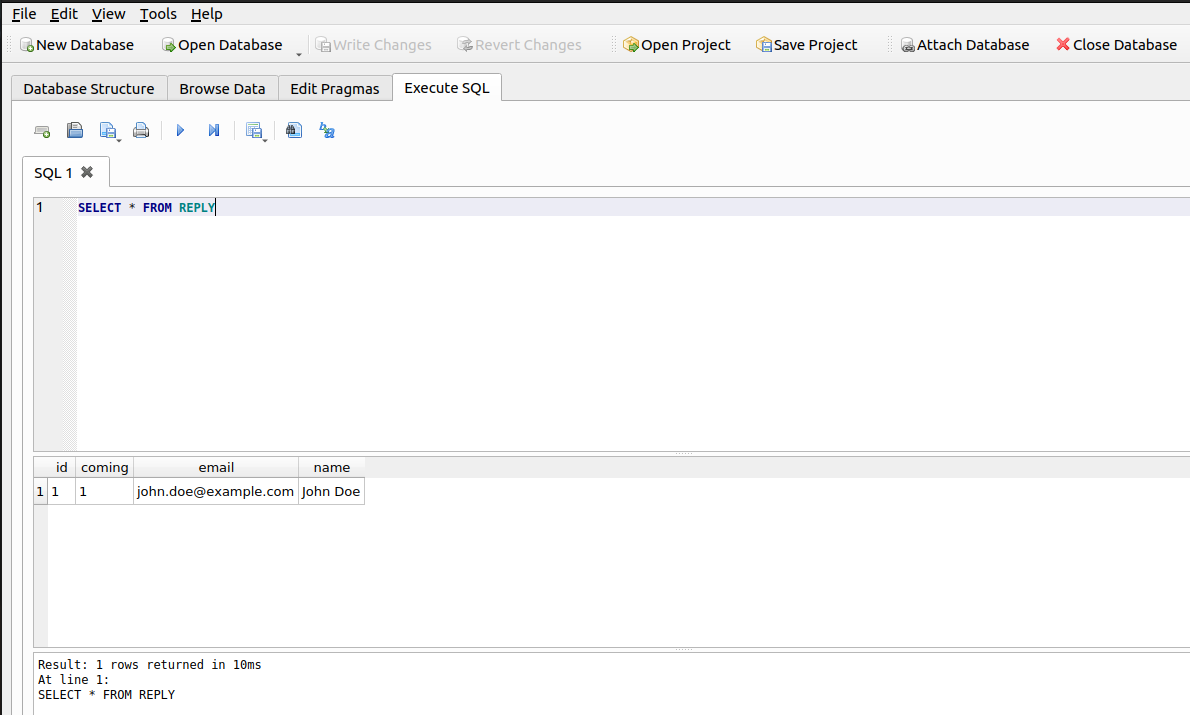 File Edit View Tools Help
New Database Open Database Write Changes Revert Changes Open Project Save Project Attach Database Close Database
Database Structure Browse Data Edit Pragmas Execute SQL
SQL 1
1 SELECT * FROM REPLY
id coming email name
1 1 1 john.doe@example.com John Doe
Result: 1 rows returned in 10ms
At line 1:
SELECT * FROM REPLY